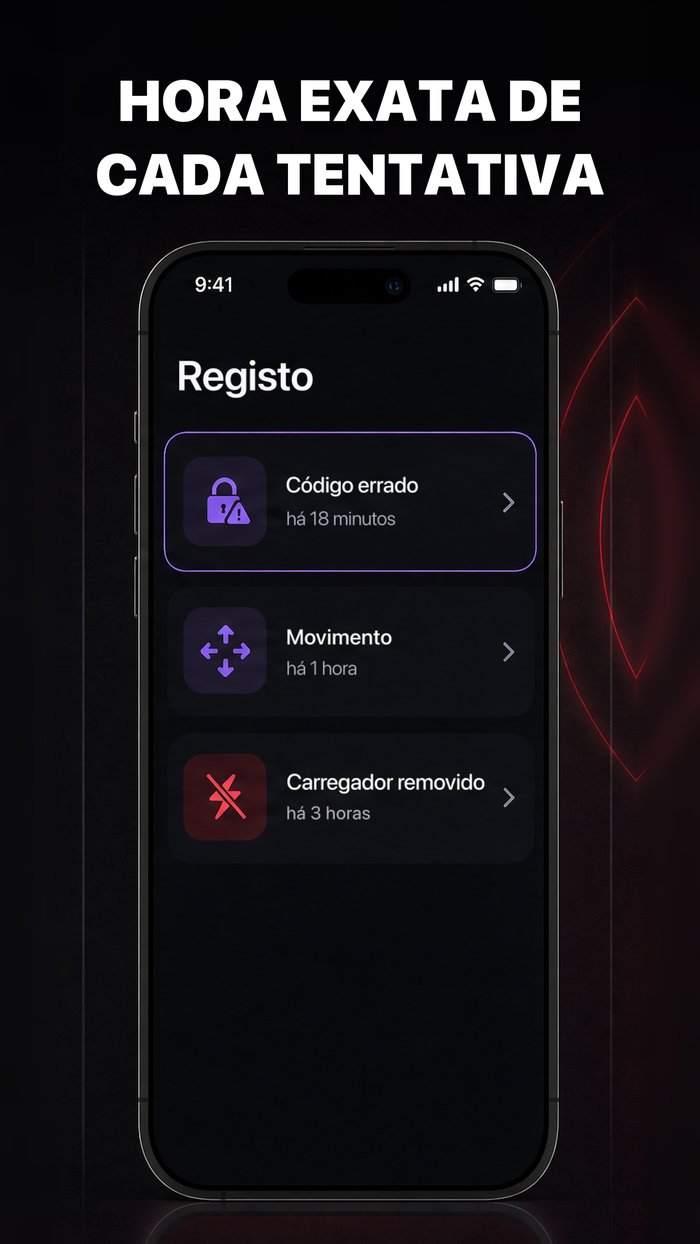 HORA EXATA DE
CADA TENTATIVA
9:41
Registo
Código errado
há 18 minutos
Movimento
há 1 hora
Carregador removido
há 3 horas